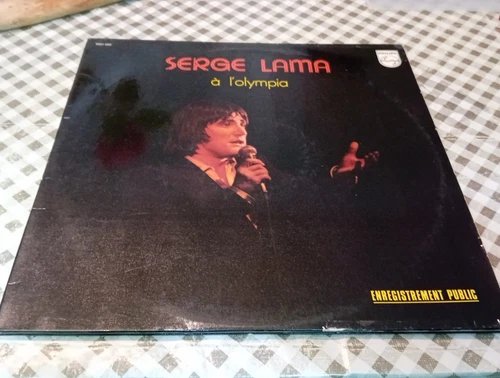 SERGE LAMA
à l'olympia
ENREGISTREMENT PUBLIC